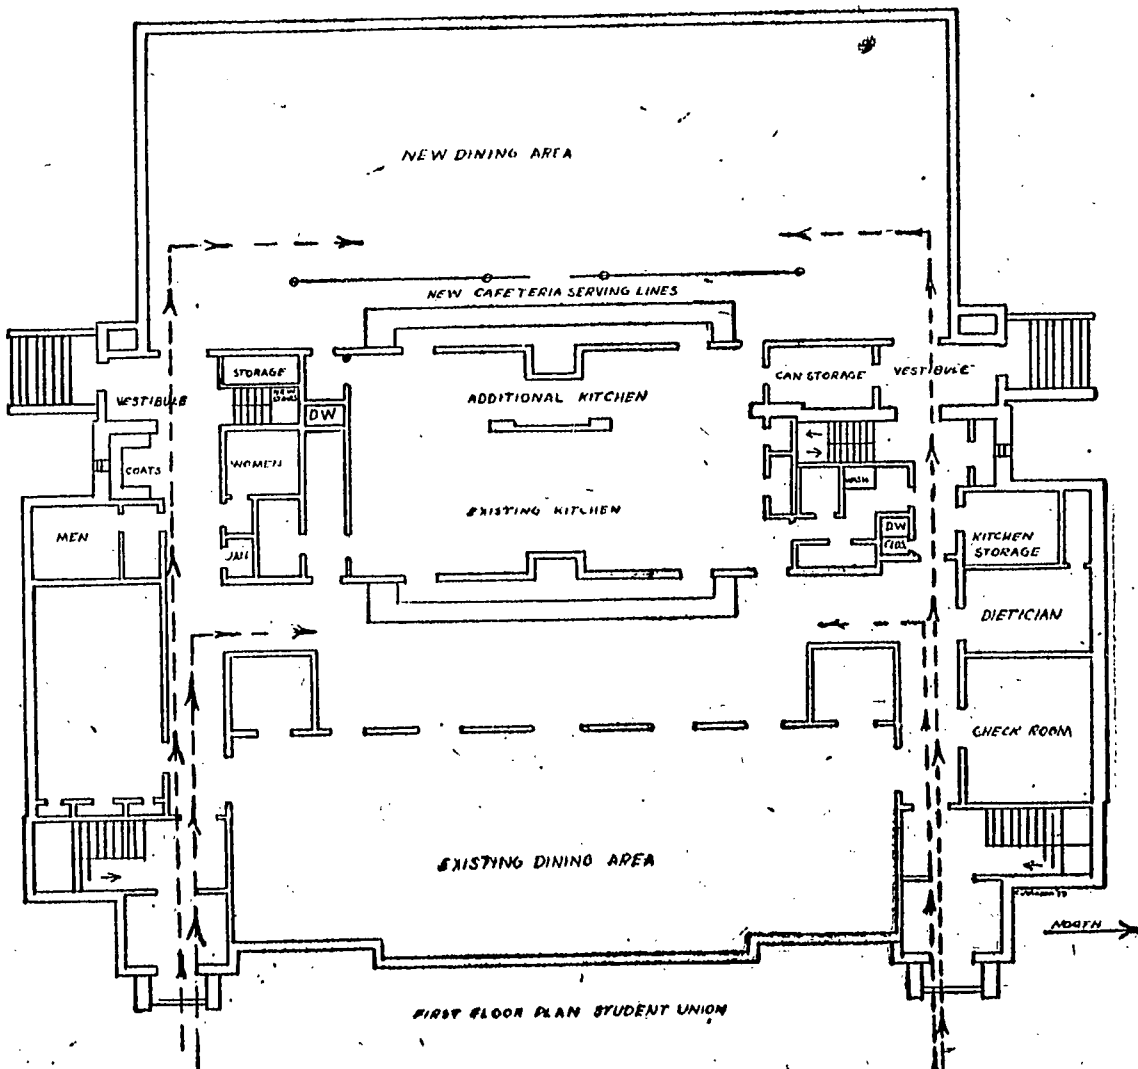 NEW DINING AREA
NEW CAFETERIA SERVING LINES
STORAGE
CAN STORAGE
VESTIBULE
VESTIBULE
ADDITIONAL KITCHEN
DW
WOMEN
COATS
WASH
EXISTING KITCHEN
MEN
DW
KITCHEN
STORAGE
JAN
DIETICIAN
CHECK ROOM
EXISTING DINING AREA
NORTH
FIRST FLOOR PLAN STUDENT UNION